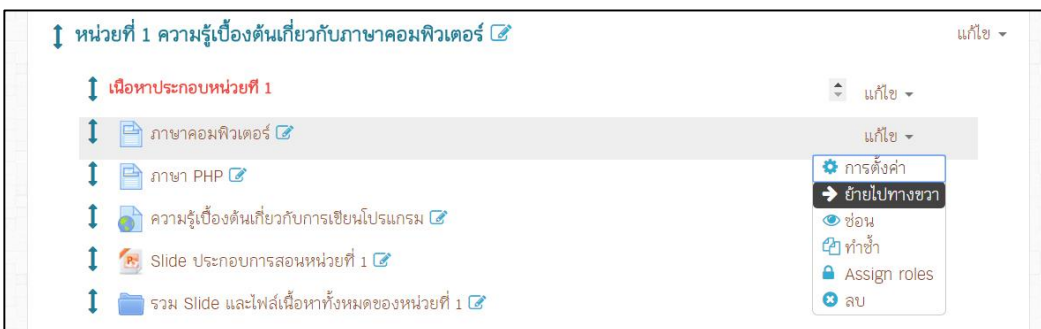 หน่วยที่ 1 ความรู้เบื้องต้นเกี่ยวกับภาษาคอมพิวเตอร์ แก้ไข
เนื้อหาประกอบหน่วยที่ 1 แก้ไข
ภาษาคอมพิวเตอร์ แก้ไข
ภาษา PHP
การตั้งค่า
ย้ายไปทางขวา
ความรู้เบื้องต้นเกี่ยวกับการเขียนโปรแกรม
ซ่อน
ทำซ้ำ
Slide ประกอบการสอนหน่วยที่ 1
Assign roles
รวม Slide และไฟล์เนื้อหาทั้งหมดของหน่วยที่ 1
ลบ